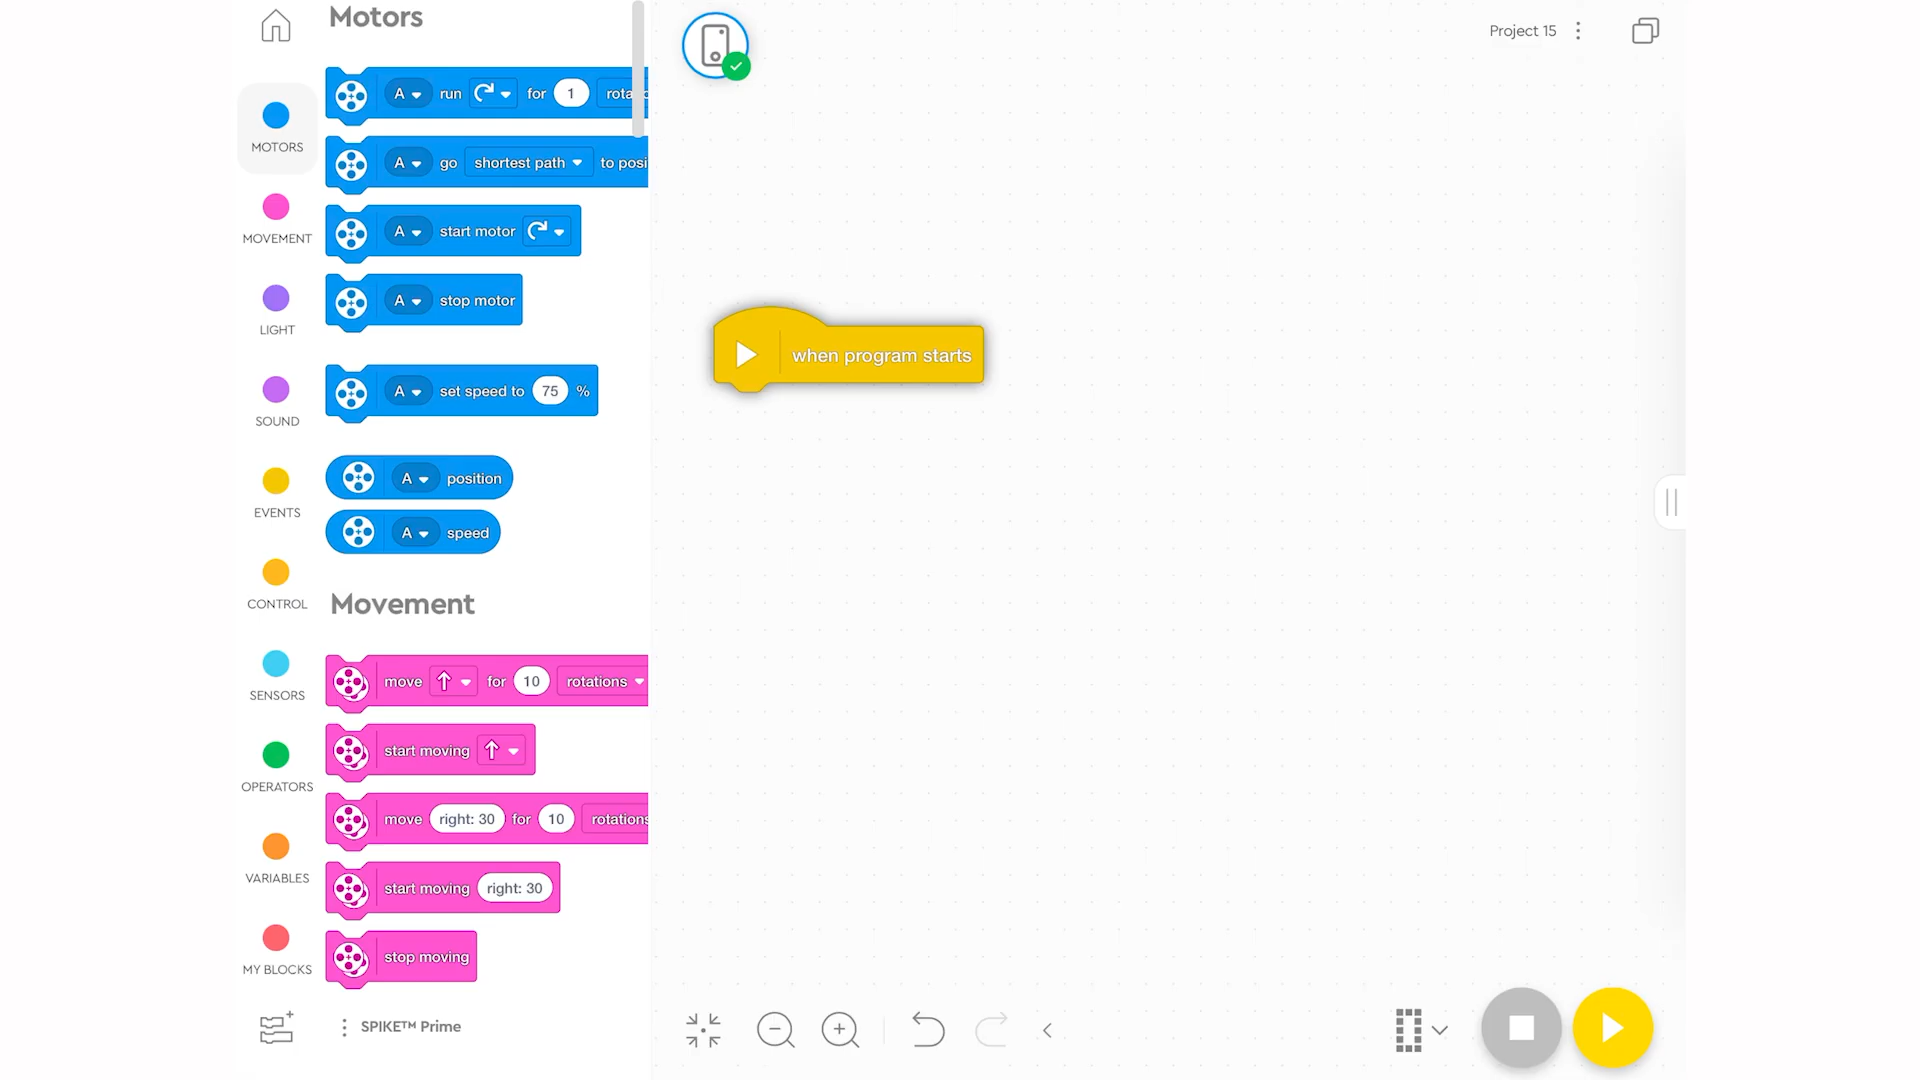 Motors
Project 15
A run for 1 rota
MOTORS
A go shortest path to posi
MOVEMENT
A start motor
A stop motor
LIGHT
A set speed to 75 %
SOUND
when program starts
A position
EVENTS
A speed
CONTROL
Movement
SENSORS
move for 10 rotations
start moving
OPERATORS
move right: 30 for 10 rotations
VARIABLES
start moving right: 30
MY BLOCKS
stop moving
SPIKE™ Prime